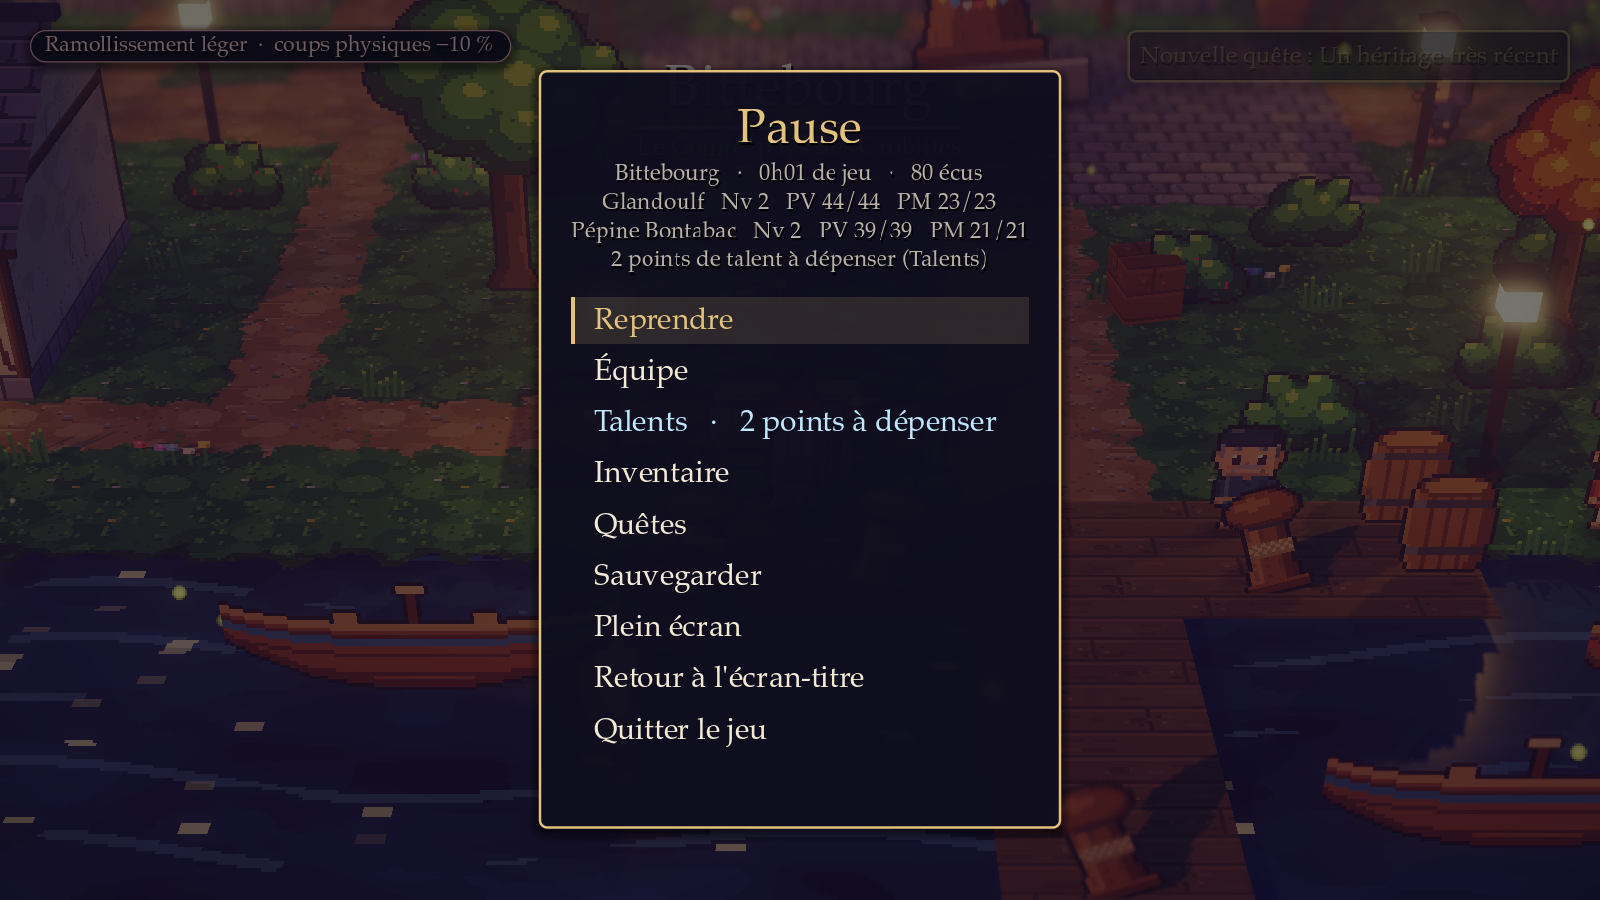 Ramollissement léger · coups physiques −10 %
Nouvelle quête : Un héritage très récent
Bittebourg
Pause
Bittebourg · 0h01 de jeu · 80 écus
Glandoulf Nv 2 PV 44/44 PM 23/23
Pépine Bontabac Nv 2 PV 39/39 PM 21/21
2 points de talent à dépenser (Talents)
Reprendre
Équipe
Talents · 2 points à dépenser
Inventaire
Quêtes
Sauvegarder
Plein écran
Retour à l'écran-titre
Quitter le jeu